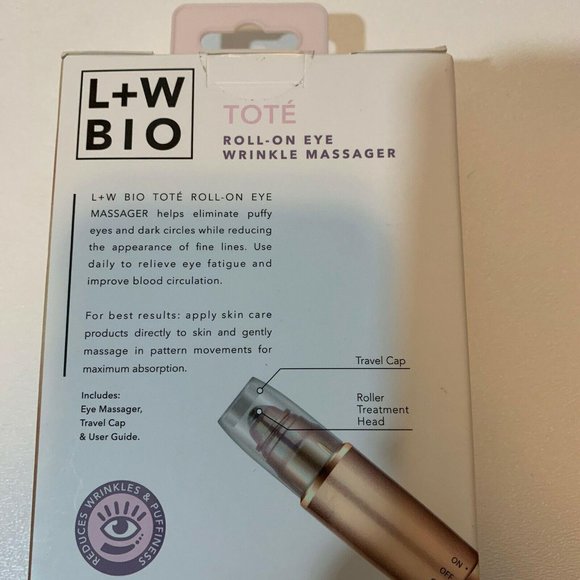 L+W
BIO
TOTÉ
ROLL-ON EYE
WRINKLE MASSAGER
L+W BIO TOTÉ ROLL-ON EYE
MASSAGER helps eliminate puffy
eyes and dark circles while reducing
the appearance of fine lines. Use
daily to relieve eye fatigue and
improve blood circulation.
For best results: apply skin care
products directly to skin and gently
massage in pattern movements for
maximum absorption.
Includes:
Eye Massager,
Travel Cap
& User Guide.
Travel Cap
Roller
Treatment
Head
REDUCES WRINKLES & PUFFINESS
ON
OFF